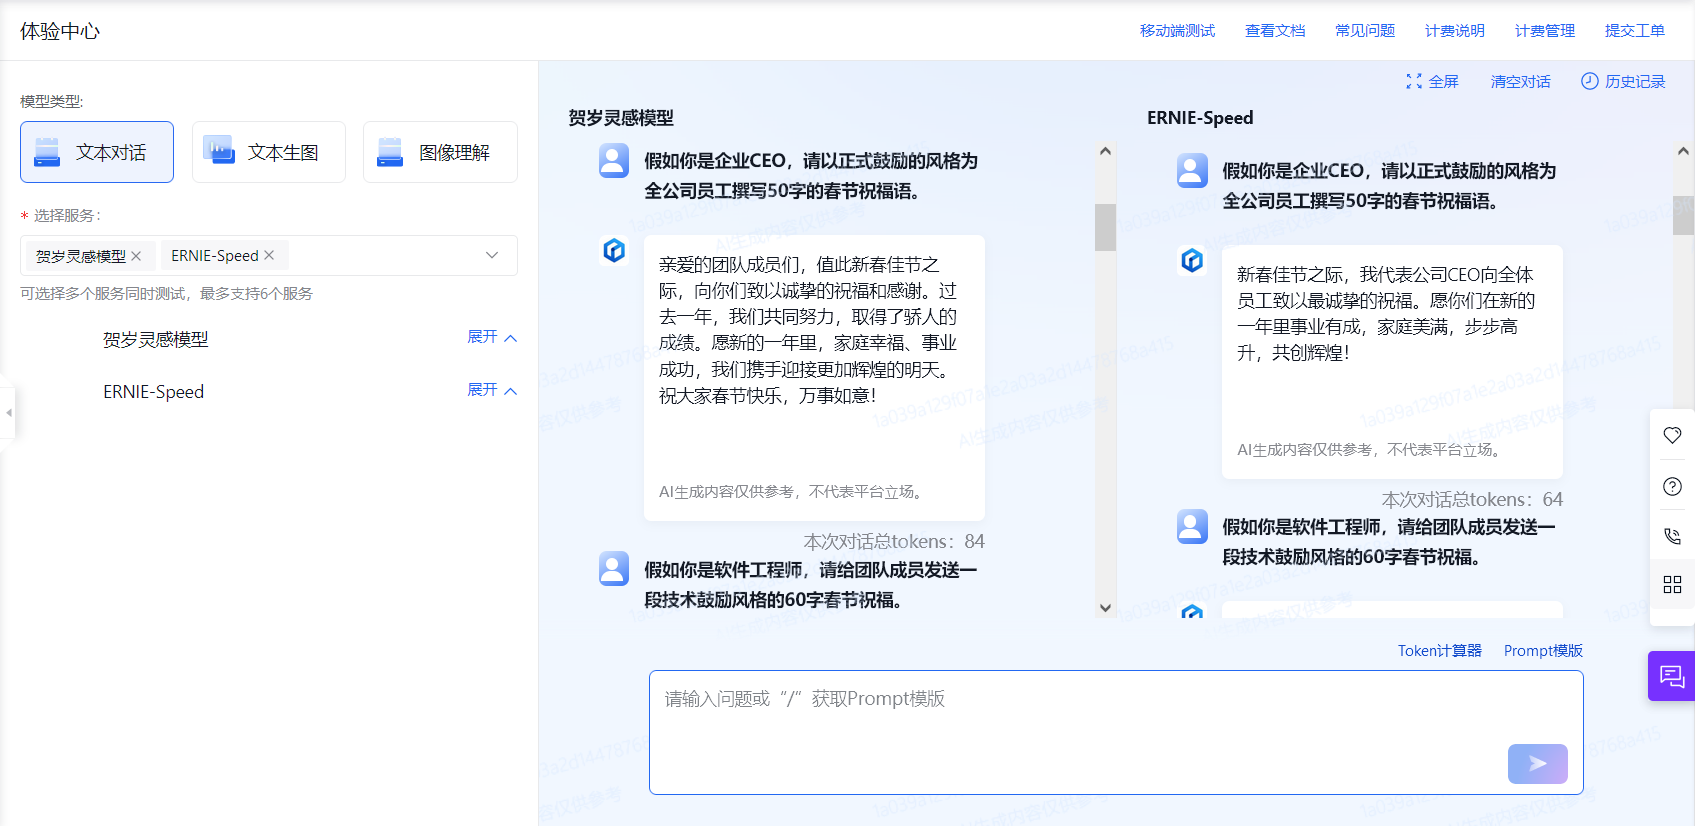 体验中心
移动端测试
查看文档
常见问题
计费说明
计费管理
提交工单
模型类型:
文本对话
文本生图
图像理解
* 选择服务:
贺岁灵感模型 ×
ERNIE-Speed ×
可选择多个服务同时测试，最多支持6个服务
贺岁灵感模型
展开
ERNIE-Speed
展开
全屏
清空对话
历史记录
贺岁灵感模型
假如你是企业CEO，请以正式鼓励的风格为
全公司员工撰写50字的春节祝福语。
亲爱的团队成员们，值此新春佳节之
际，向你们致以诚挚的祝福和感谢。过
去一年，我们共同努力，取得了骄人的
成绩。愿新的一年里，家庭幸福、事业
成功，我们携手迎接更加辉煌的明天。
祝大家春节快乐，万事如意！
AI生成内容仅供参考，不代表平台立场。
本次对话总tokens：84
假如你是软件工程师，请给团队成员发送一
段技术鼓励风格的60字春节祝福。
ERNIE-Speed
假如你是企业CEO，请以正式鼓励的风格为
全公司员工撰写50字的春节祝福语。
新春佳节之际，我代表公司CEO向全体
员工致以最诚挚的祝福。愿你们在新的
一年里事业有成，家庭美满，步步高
升，共创辉煌！
AI生成内容仅供参考，不代表平台立场。
本次对话总tokens：64
假如你是软件工程师，请给团队成员发送一
段技术鼓励风格的60字春节祝福。
Token计算器
Prompt模版
请输入问题或“/”获取Prompt模版